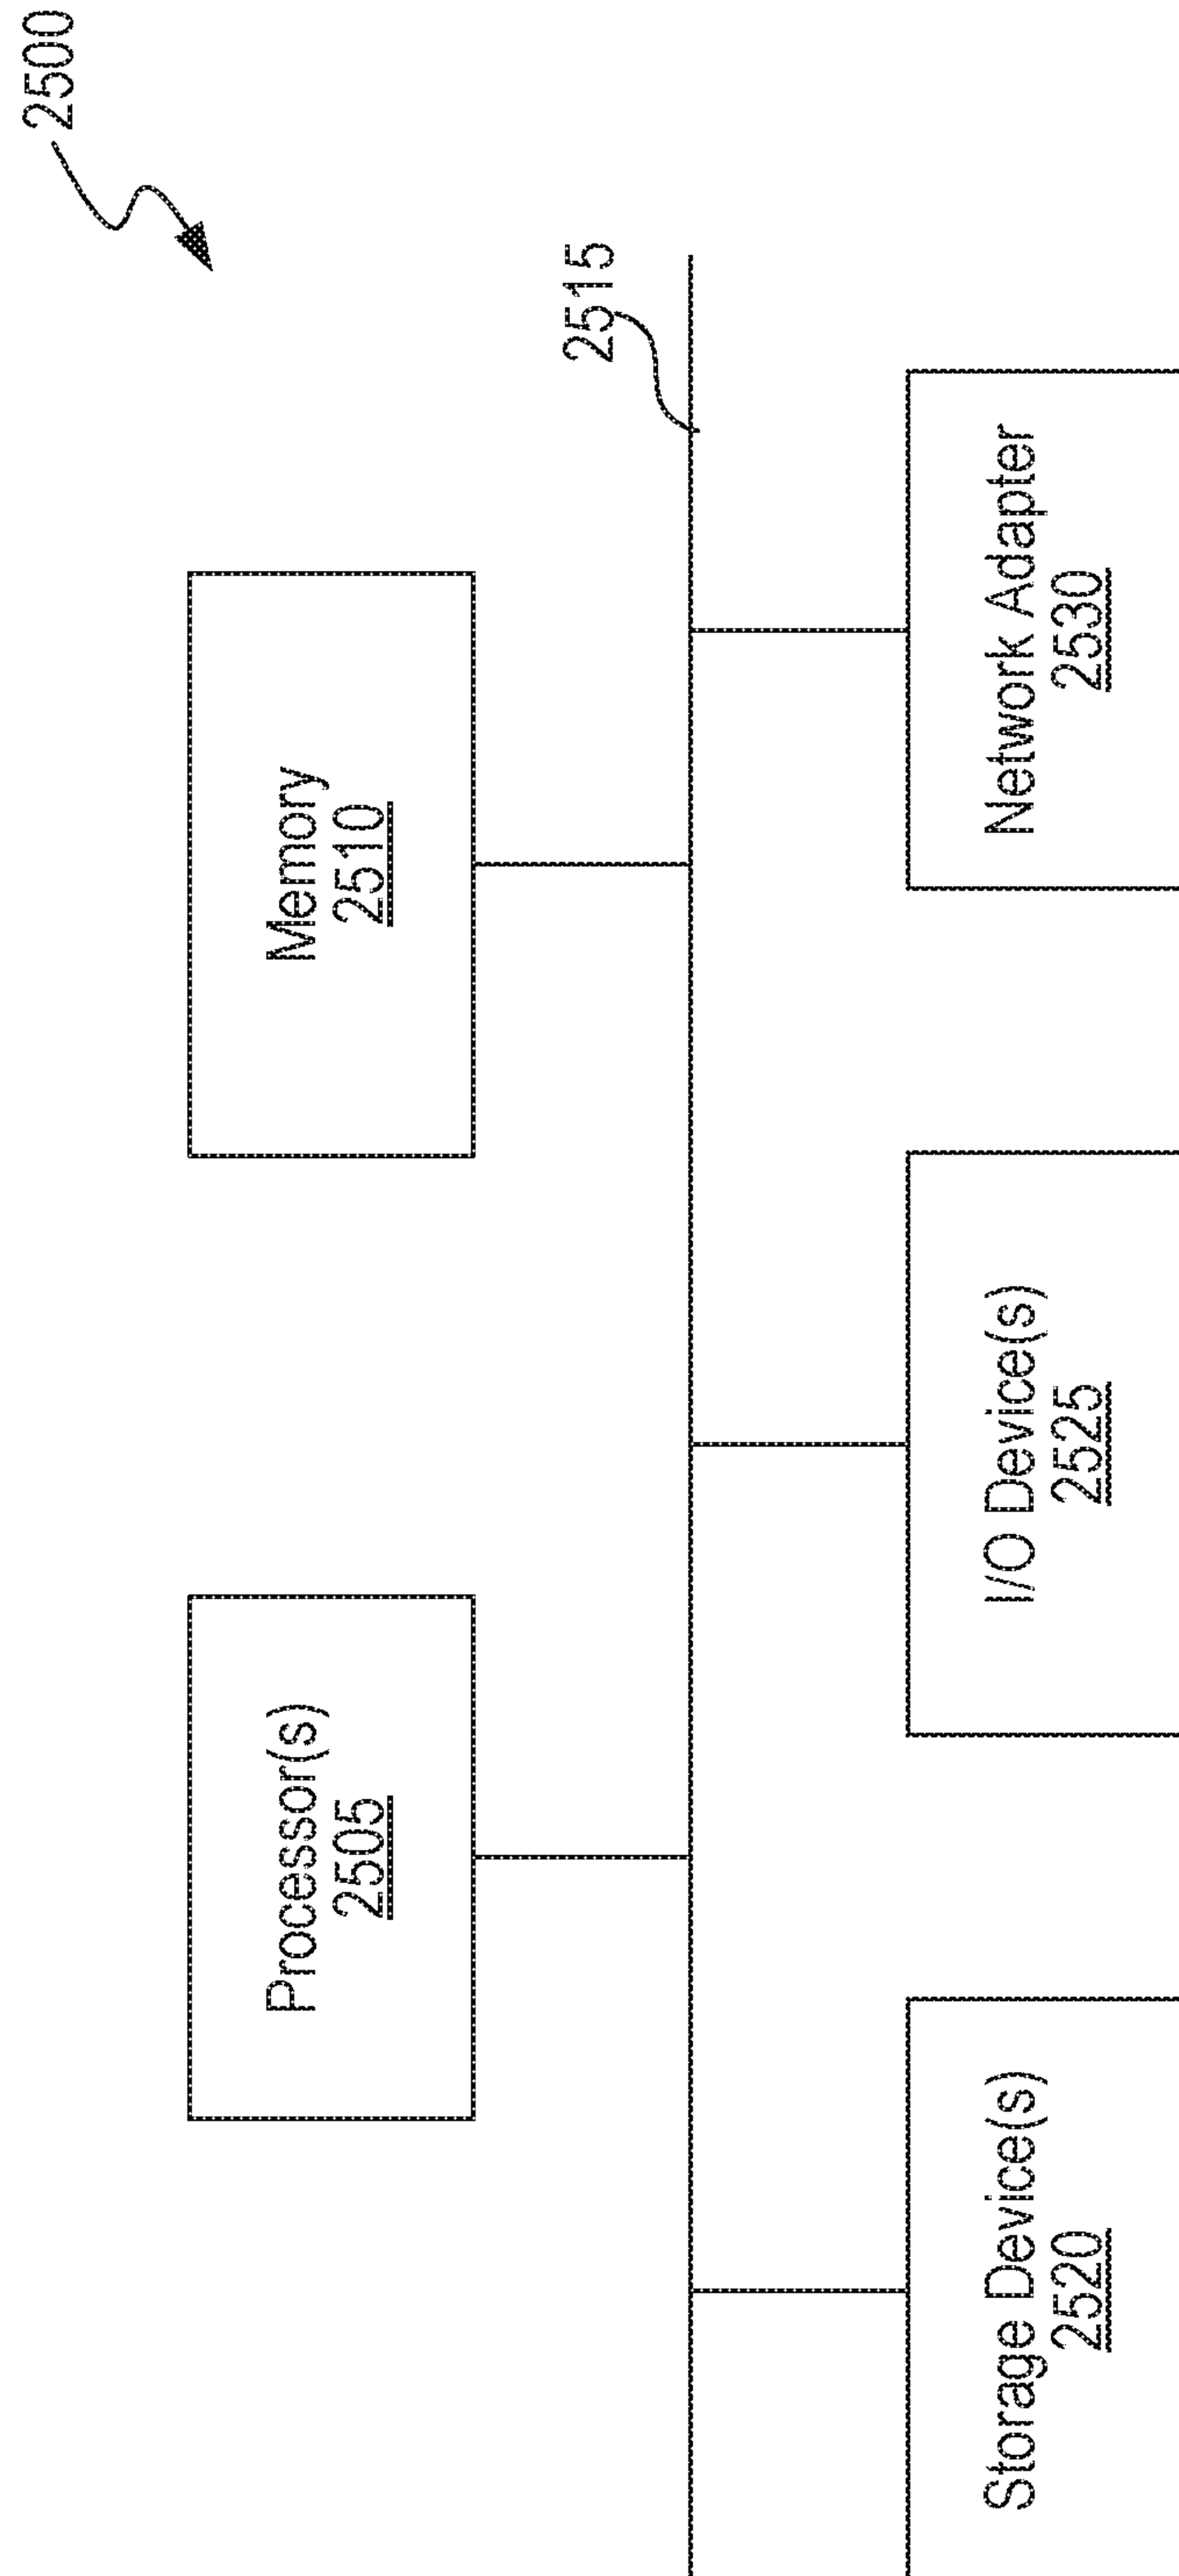 2500
Processor(s)
2505
Memory
2510
2515
Storage Device(s)
2520
I/O Device(s)
2525
Network Adapter
2530